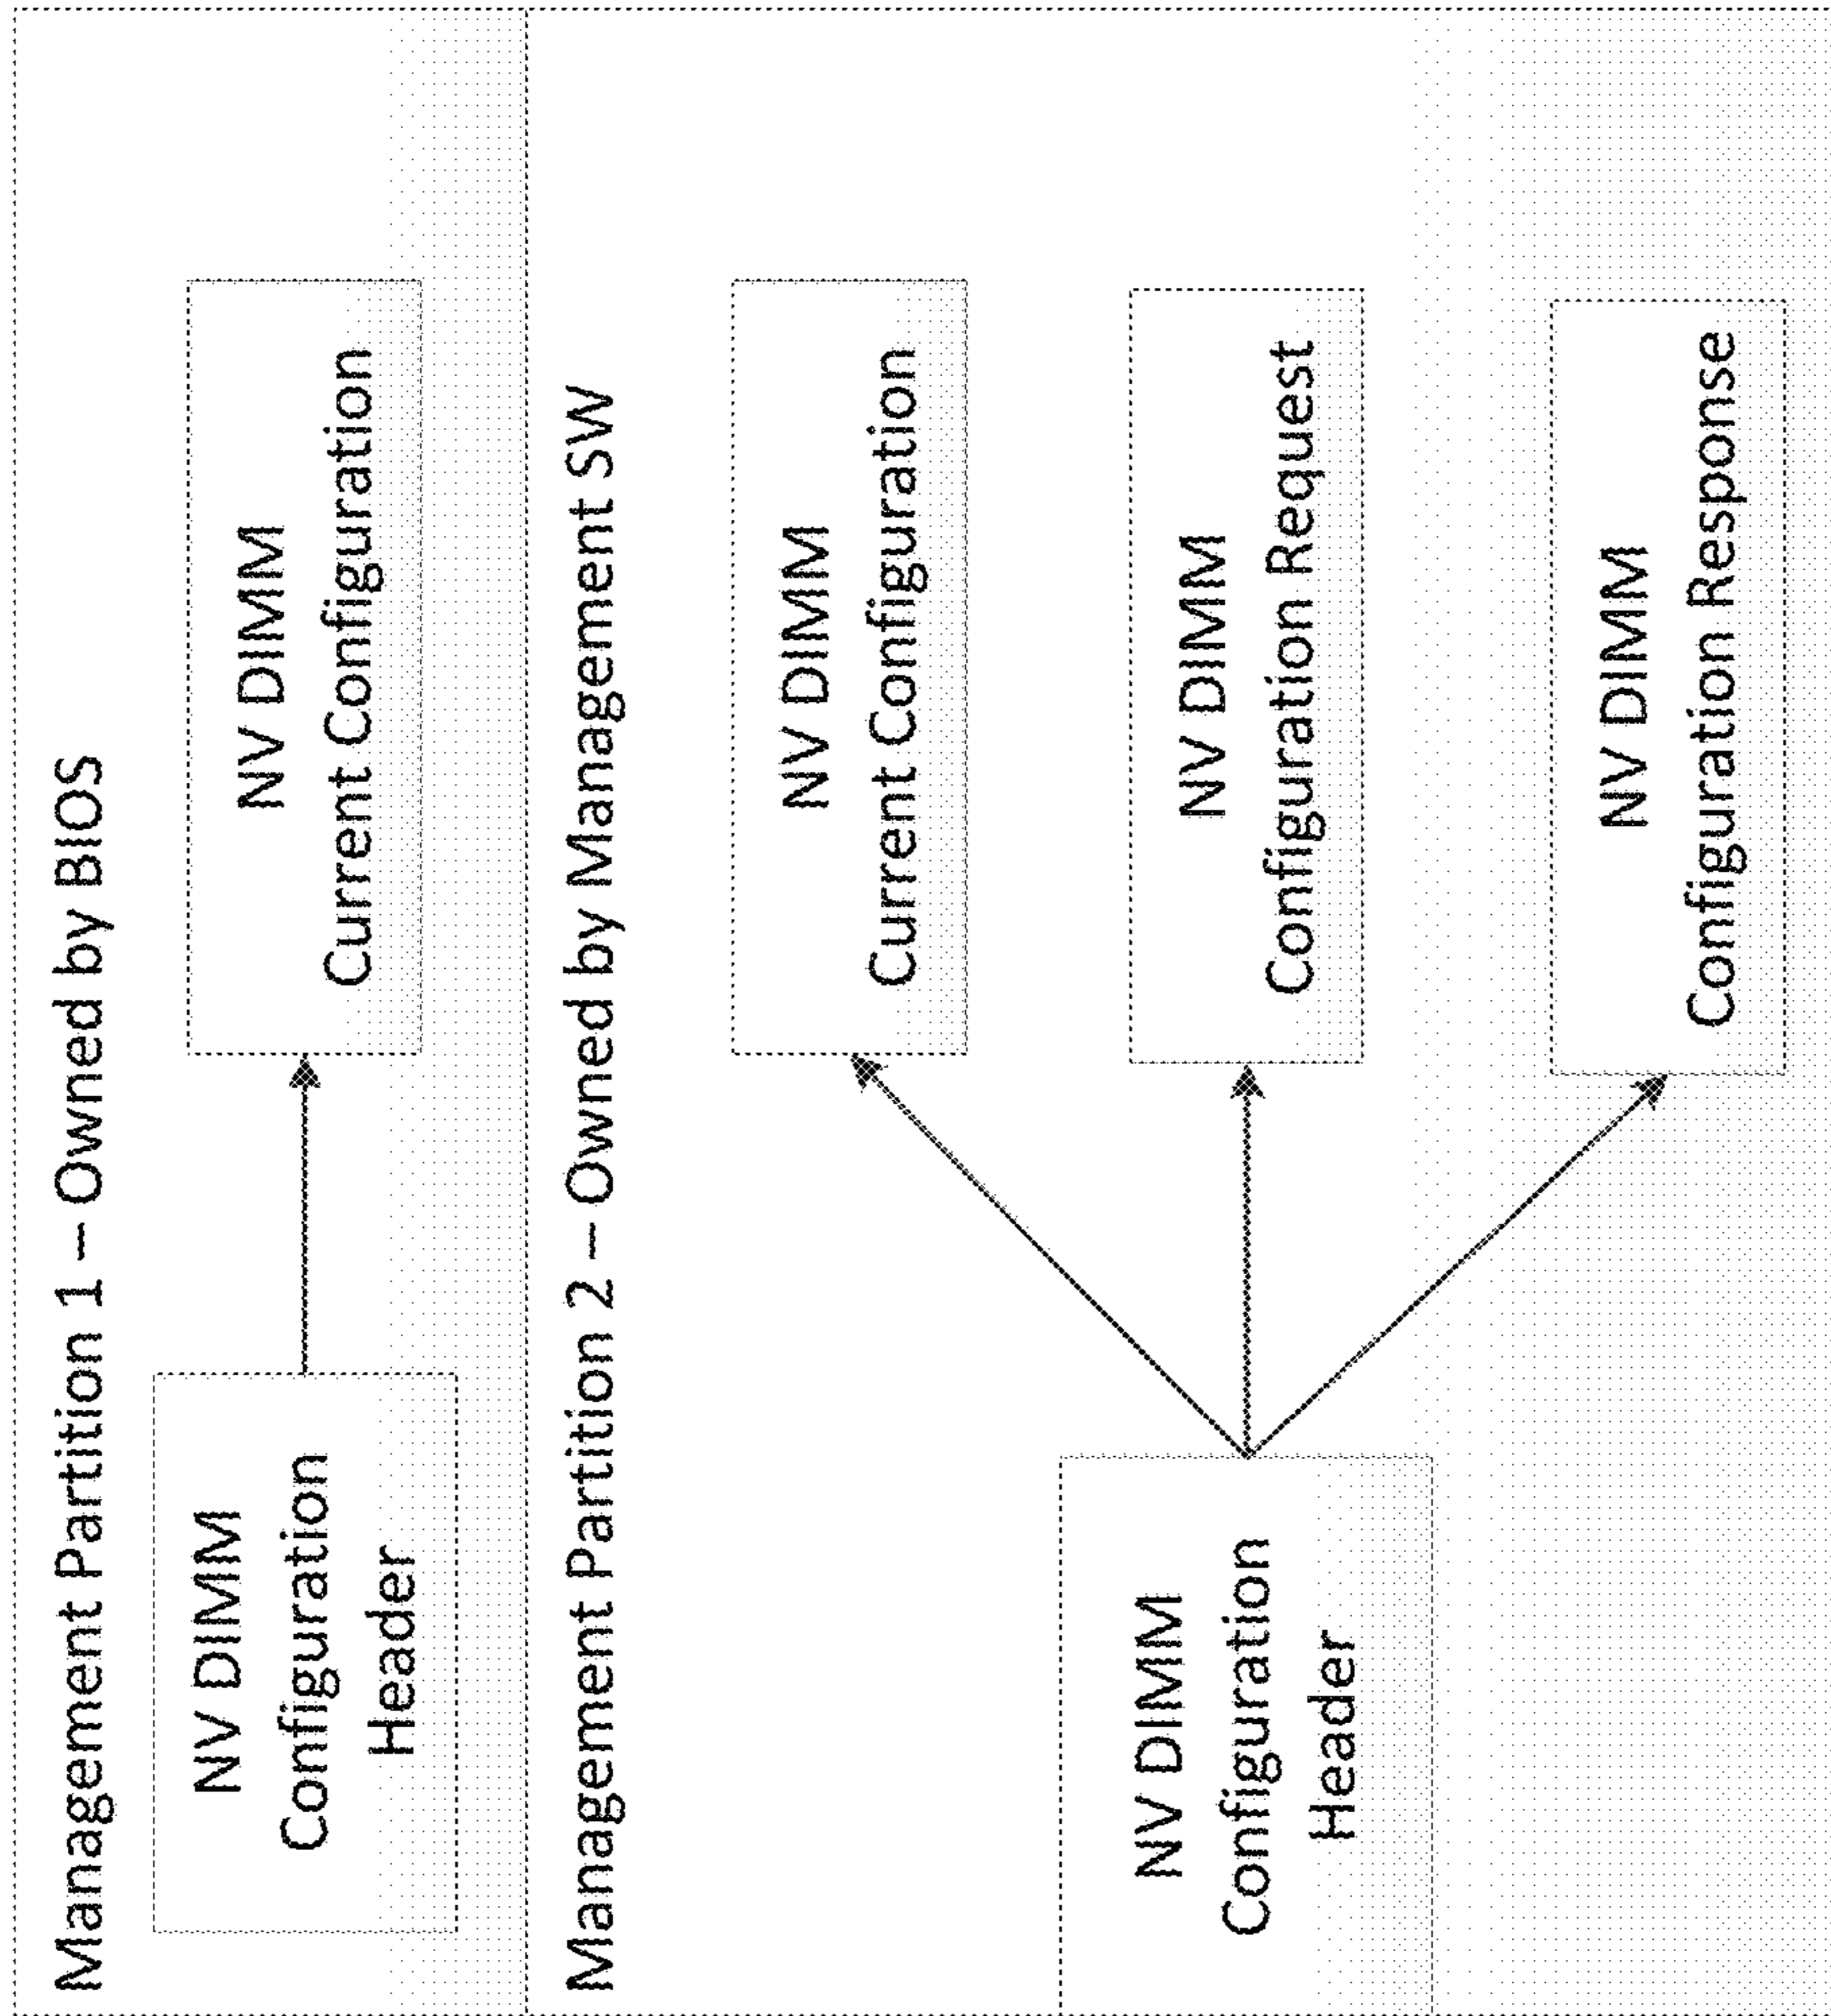 Management Partition 1 – Owned by BIOS
NV DIMM
Configuration
Header
NV DIMM
Current Configuration
Management Partition 2 – Owned by Management SW
NV DIMM
Configuration
Header
NV DIMM
Current Configuration
NV DIMM
Configuration Request
NV DIMM
Configuration Response